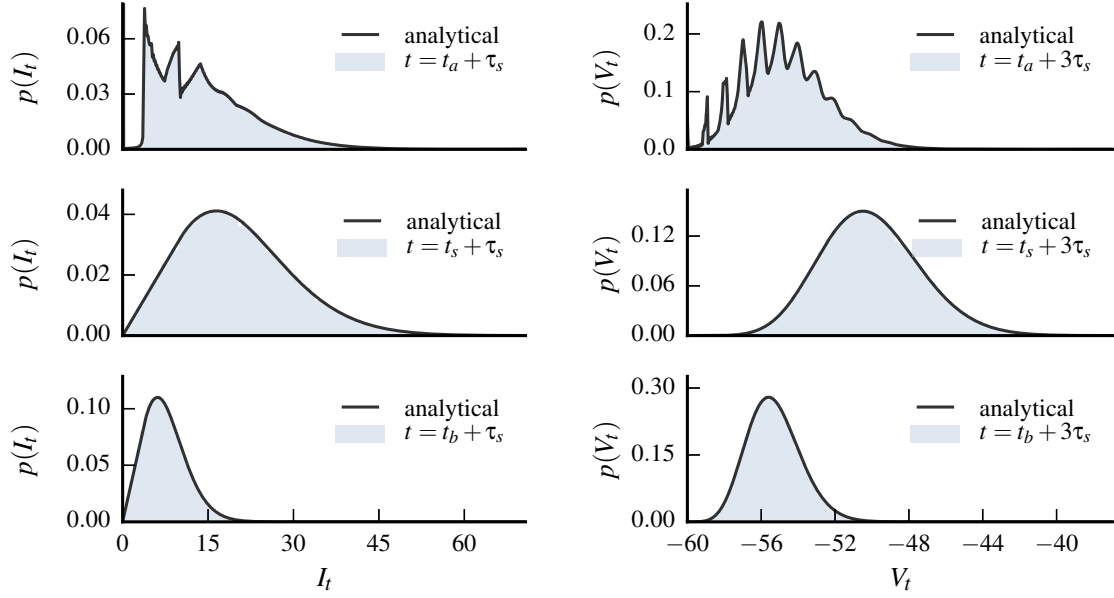 p(I_t)
0.06
0.03
0.00
analytical
t = t_a + τ_s
p(V_t)
0.2
0.1
0.0
analytical
t = t_a + 3τ_s
p(I_t)
0.04
0.02
0.00
analytical
t = t_s + τ_s
p(V_t)
0.12
0.06
0.00
analytical
t = t_s + 3τ_s
p(I_t)
0.10
0.05
0.00
analytical
t = t_b + τ_s
0 15 30 45 60
I_t
p(V_t)
0.30
0.15
0.00
analytical
t = t_b + 3τ_s
−60 −56 −52 −48 −44 −40
V_t